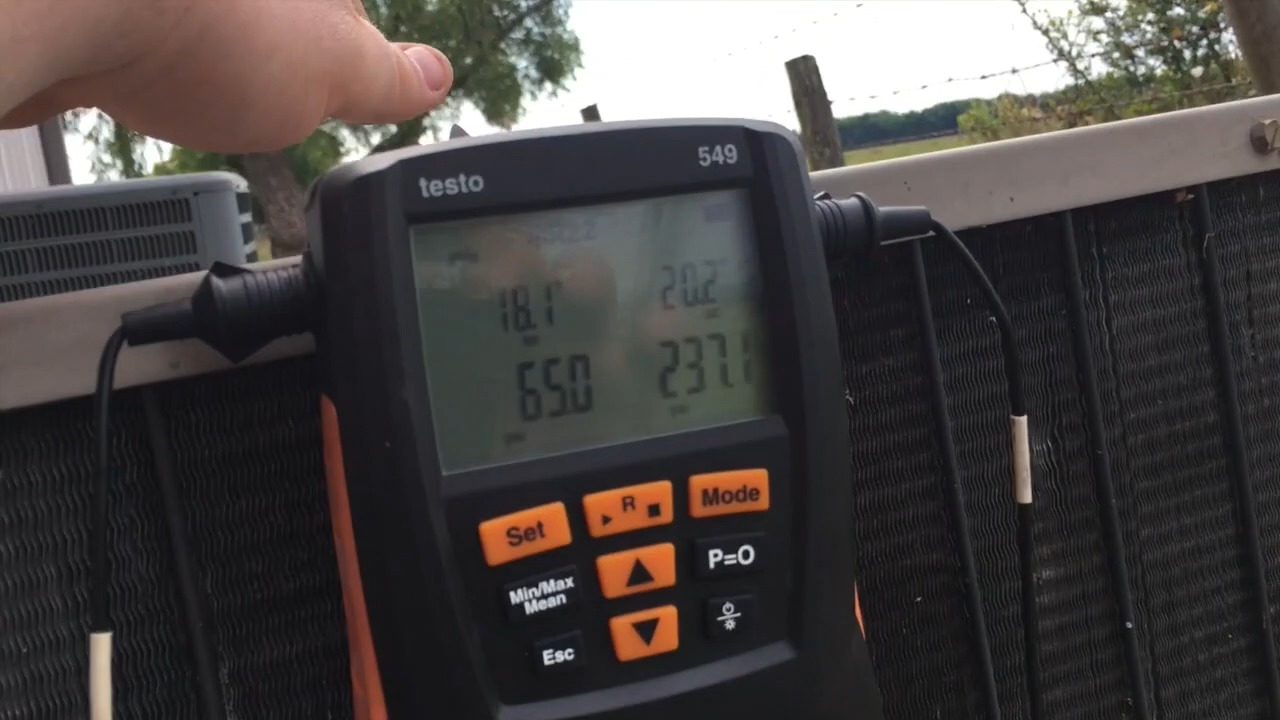 testo
549
18.1 20.2
65.0 237.1
Set R Mode
Min/Max
Mean
P=O
Esc